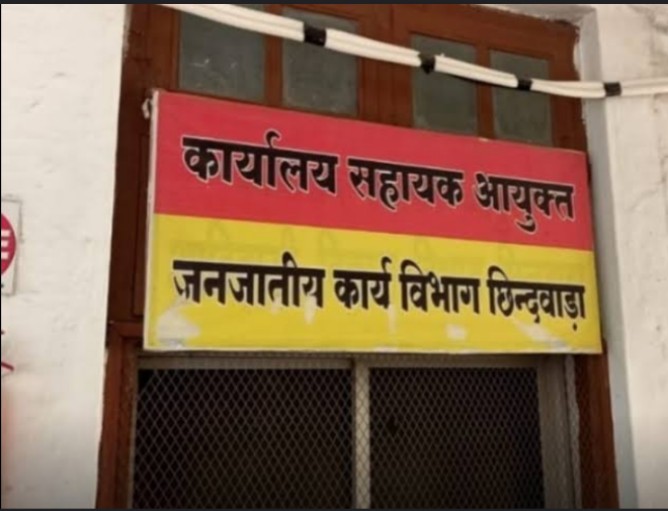 कार्यालय सहायक आयुक्त
जनजातीय कार्य विभाग छिन्दवाड़ा